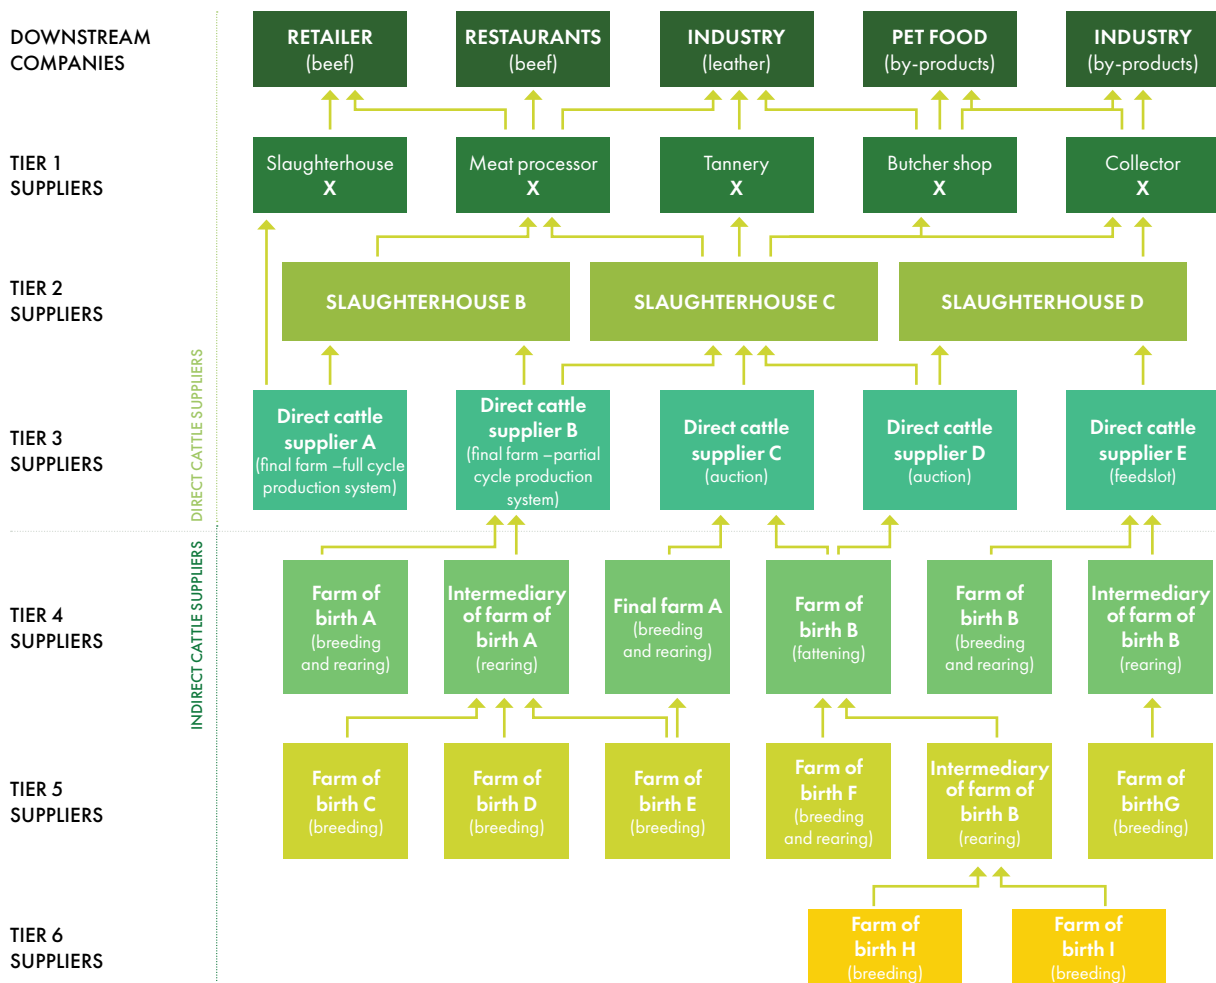 DOWNSTREAM
COMPANIES
RETAILER
(beef)
RESTAURANTS
(beef)
INDUSTRY
(leather)
PET FOOD
(by-products)
INDUSTRY
(by-products)
TIER 1
SUPPLIERS
Slaughterhouse
X
Meat processor
X
Tannery
X
Butcher shop
X
Collector
X
TIER 2
SUPPLIERS
SLAUGHTERHOUSE B
SLAUGHTERHOUSE C
SLAUGHTERHOUSE D
DIRECT CATTLE SUPPLIERS
TIER 3
SUPPLIERS
Direct cattle
supplier A
(final farm –full cycle
production system)
Direct cattle
supplier B
(final farm –partial
cycle production
system)
Direct cattle
supplier C
(auction)
Direct cattle
supplier D
(auction)
Direct cattle
supplier E
(feedslot)
INDIRECT CATTLE SUPPLIERS
TIER 4
SUPPLIERS
Farm of
birth A
(breeding
and rearing)
Intermediary
of farm of
birth A
(rearing)
Final farm A
(breeding
and rearing)
Farm of
birth B
(fattening)
Farm of
birth B
(breeding
and rearing)
Intermediary
of farm of
birth B
(rearing)
TIER 5
SUPPLIERS
Farm of
birth C
(breeding)
Farm of
birth D
(breeding)
Farm of
birth E
(breeding)
Farm of
birth F
(breeding
and rearing)
Intermediary
of farm of
birth B
(rearing)
Farm of
birthG
(breeding)
TIER 6
SUPPLIERS
Farm of
birth H
(breeding)
Farm of
birth I
(breeding)